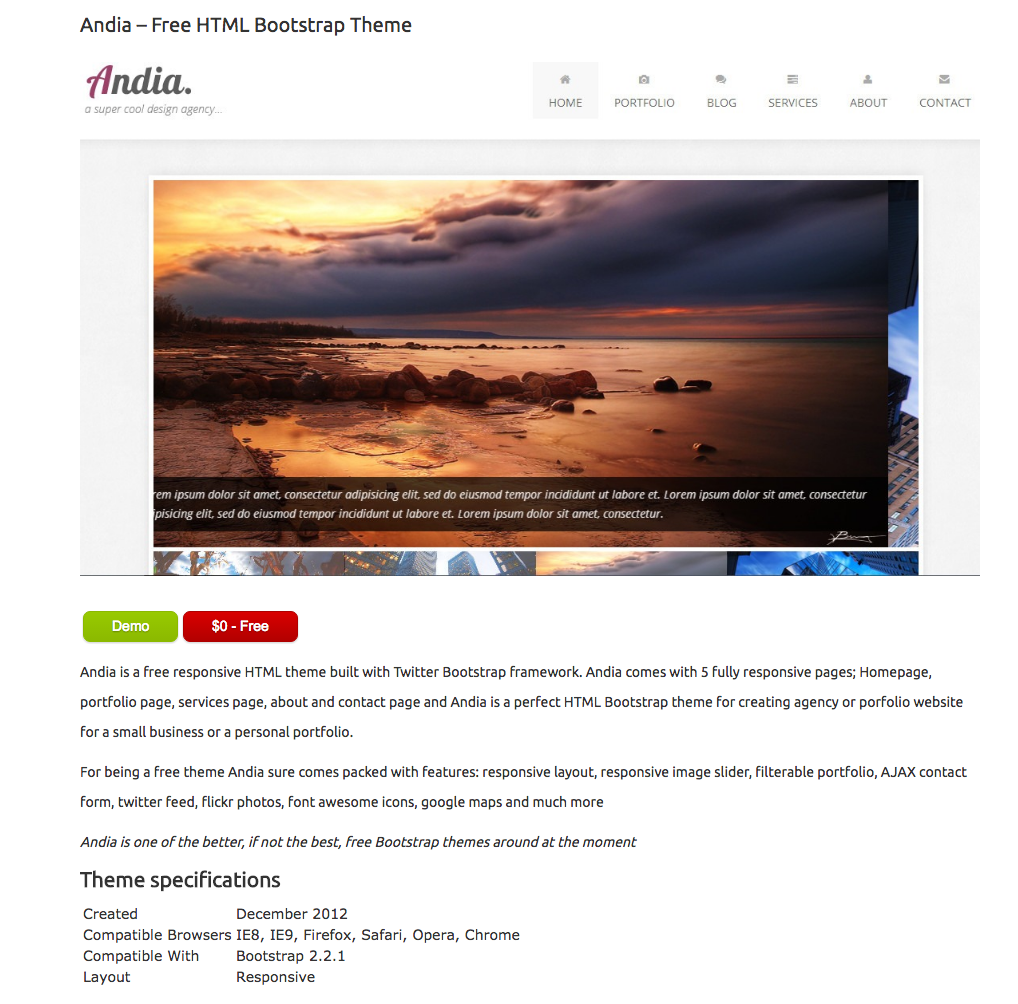 Andia – Free HTML Bootstrap Theme
Andia.
a super cool design agency...
HOME PORTFOLIO BLOG SERVICES ABOUT CONTACT
rem ipsum dolor sit amet, consectetur adipisicing elit, sed do eiusmod tempor incididunt ut labore et. Lorem ipsum dolor sit amet, consectetur
ipisicing elit, sed do eiusmod tempor incididunt ut labore et. Lorem ipsum dolor sit amet, consectetur.
Demo $0 - Free
Andia is a free responsive HTML theme built with Twitter Bootstrap framework. Andia comes with 5 fully responsive pages; Homepage,
portfolio page, services page, about and contact page and Andia is a perfect HTML Bootstrap theme for creating agency or porfolio website
for a small business or a personal portfolio.
For being a free theme Andia sure comes packed with features: responsive layout, responsive image slider, filterable portfolio, AJAX contact
form, twitter feed, flickr photos, font awesome icons, google maps and much more
Andia is one of the better, if not the best, free Bootstrap themes around at the moment
Theme specifications
Created December 2012
Compatible Browsers IE8, IE9, Firefox, Safari, Opera, Chrome
Compatible With Bootstrap 2.2.1
Layout Responsive